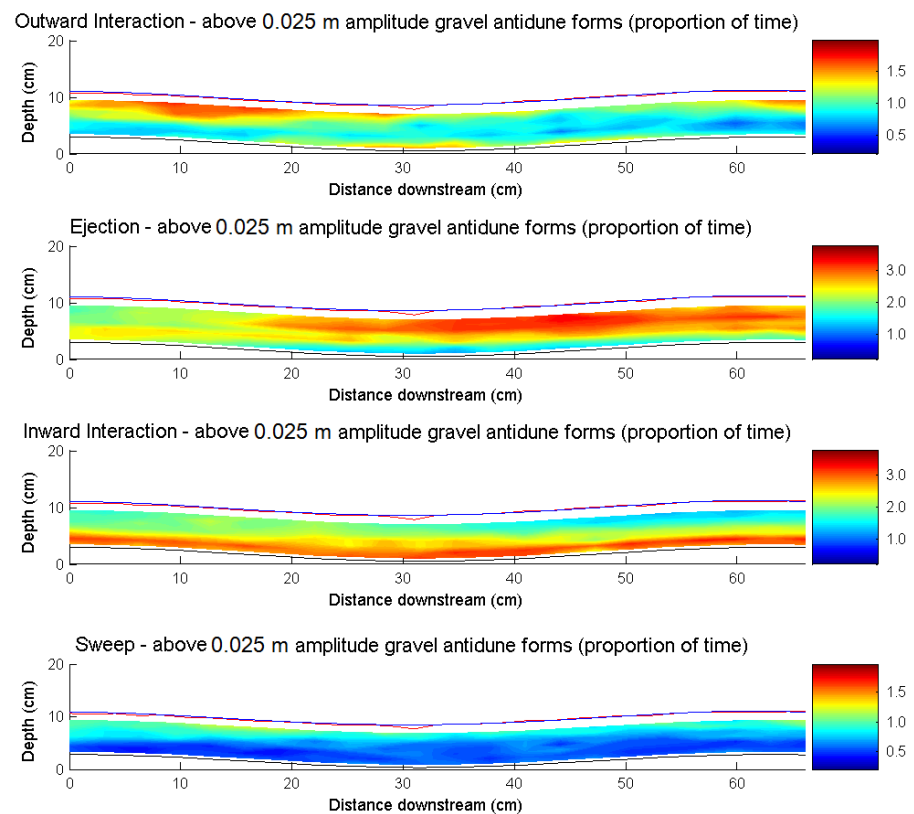 Outward Interaction - above 0.025 m amplitude gravel antidune forms (proportion of time)
20
10
0
Depth (cm)
0 10 20 30 40 50 60
Distance downstream (cm)
1.5
1.0
0.5
Ejection - above 0.025 m amplitude gravel antidune forms (proportion of time)
20
10
0
Depth (cm)
0 10 20 30 40 50 60
Distance downstream (cm)
3.0
2.0
1.0
Inward Interaction - above 0.025 m amplitude gravel antidune forms (proportion of time)
20
10
0
Depth (cm)
0 10 20 30 40 50 60
Distance downstream (cm)
3.0
2.0
1.0
Sweep - above 0.025 m amplitude gravel antidune forms (proportion of time)
20
10
0
Depth (cm)
0 10 20 30 40 50 60
Distance downstream (cm)
1.5
1.0
0.5